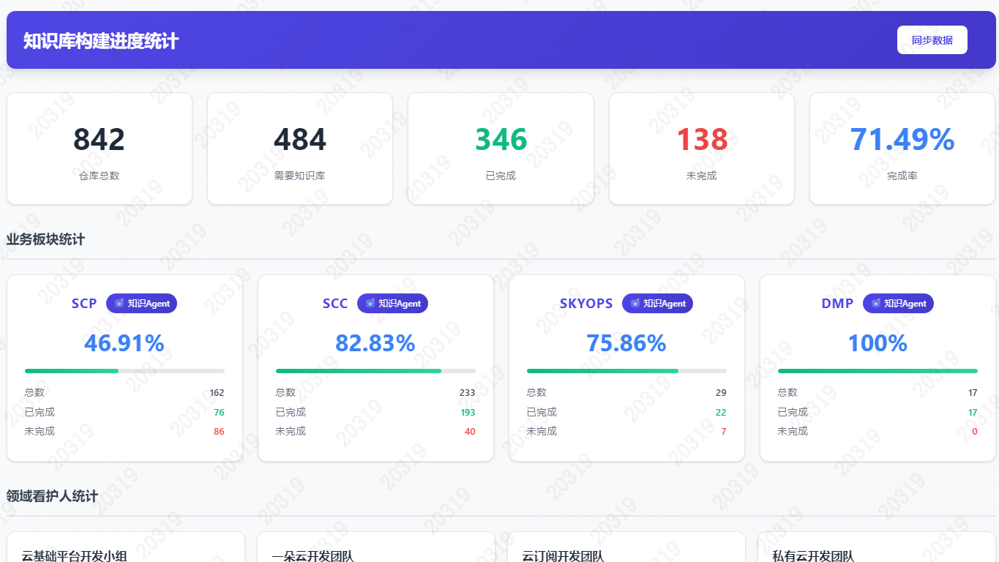 知识库构建进度统计
同步数据
842
仓库总数
484
需要知识库
346
已完成
138
未完成
71.49%
完成率
业务板块统计
SCP 知识Agent
46.91%
总数 162
已完成 76
未完成 86
SCC 知识Agent
82.83%
总数 233
已完成 193
未完成 40
SKYOPS 知识Agent
75.86%
总数 29
已完成 22
未完成 7
DMP 知识Agent
100%
总数 17
已完成 17
未完成 0
领域看护人统计
云基础平台开发小组
一朵云开发团队
云订阅开发团队
私有云开发团队
20319